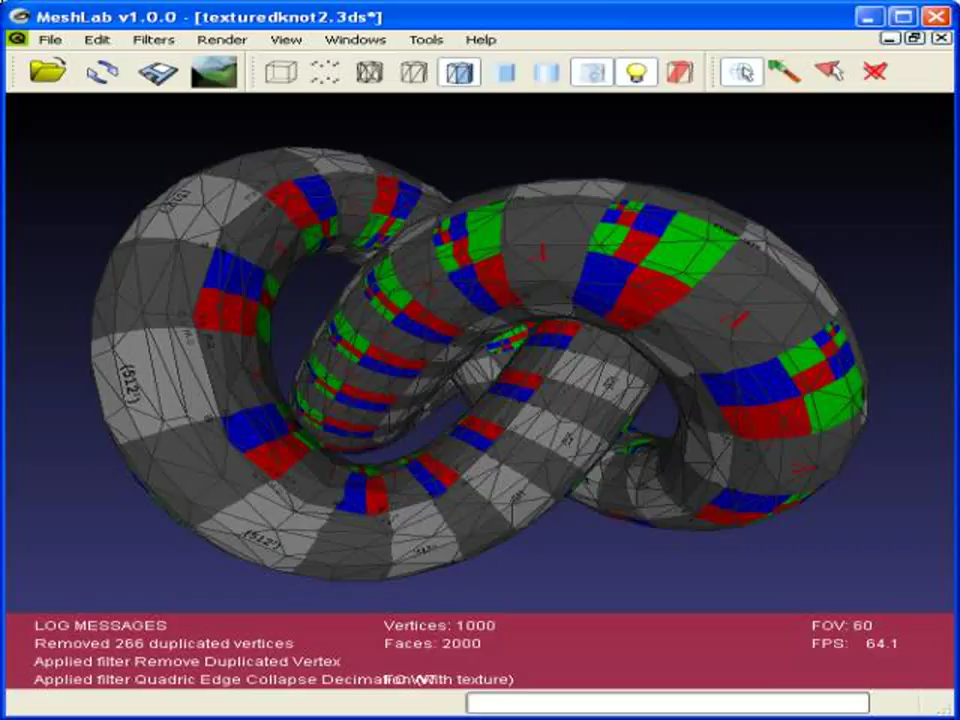 MeshLab v1.0.0 - [texturedknot2.3ds*]
File Edit Filters Render View Windows Tools Help
(512')
(512')
LOG MESSAGES Vertices: 1000 FOV: 60
Removed 266 duplicated vertices Faces: 2000 FPS: 64.1
Applied filter Remove Duplicated Vertex
Applied filter Quadric Edge Collapse Decimation (With texture)